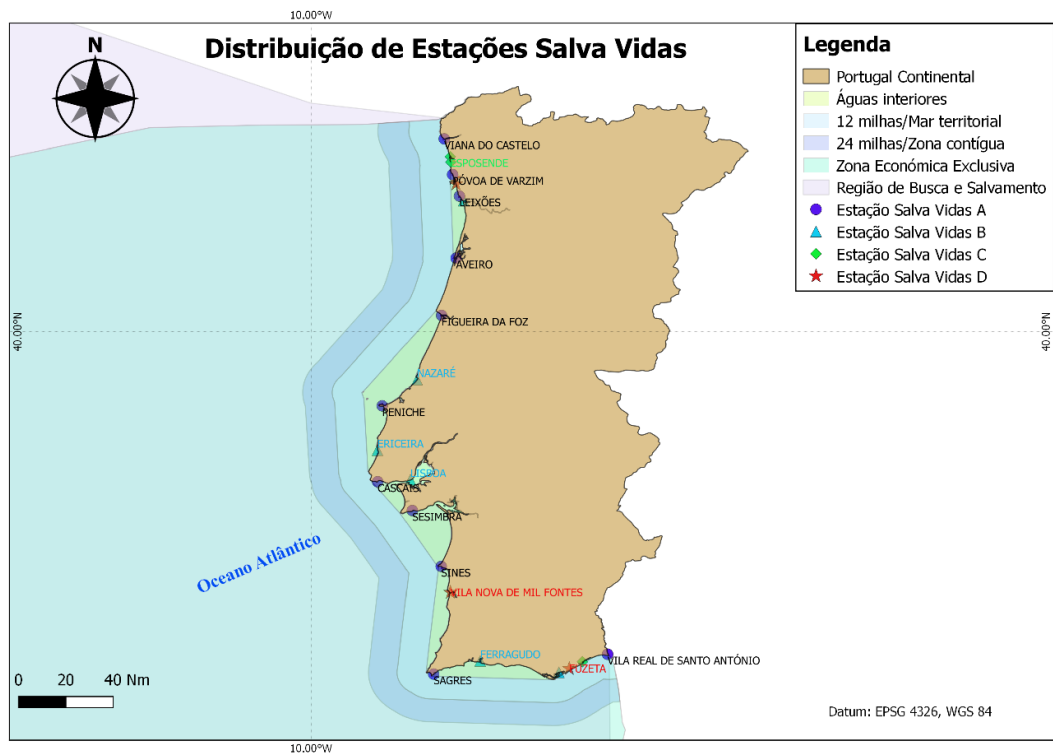 10.00°W
Distribuição de Estações Salva Vidas
N
Legenda
Portugal Continental
Águas interiores
12 milhas/Mar territorial
24 milhas/Zona contígua
Zona Económica Exclusiva
Região de Busca e Salvamento
Estação Salva Vidas A
Estação Salva Vidas B
Estação Salva Vidas C
Estação Salva Vidas D
VIANA DO CASTELO
ESPOSENDE
PÓVOA DE VARZIM
LEIXÕES
AVEIRO
FIGUEIRA DA FOZ
40.00°N
40.00°N
NAZARÉ
PENICHE
ERICEIRA
LISBOA
CASCAIS
SESIMBRA
Oceano Atlântico
SINES
VILA NOVA DE MIL FONTES
FERRAGUDO
VILA REAL DE SANTO ANTÓNIO
FUZETA
SAGRES
0 20 40 Nm
Datum: EPSG 4326, WGS 84
10.00°W